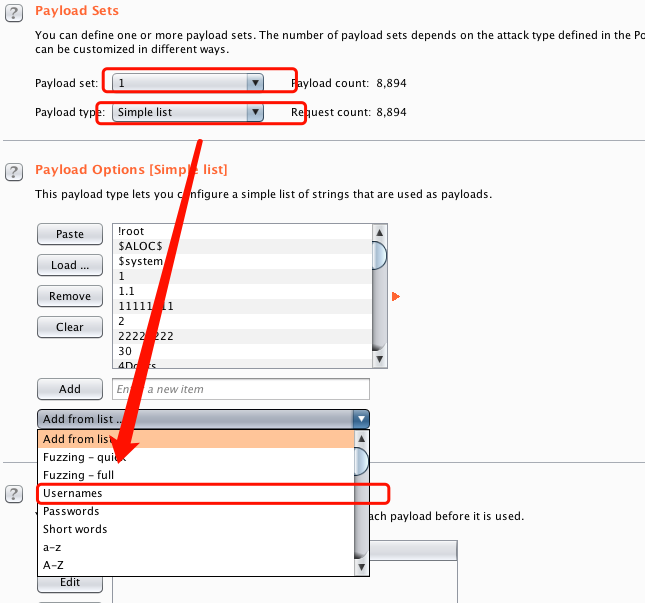 Payload Sets
You can define one or more payload sets. The number of payload sets depends on the attack type defined in the Po
can be customized in different ways.
Payload set: 1 Payload count: 8,894
Payload type: Simple list Request count: 8,894
Payload Options [Simple list]
This payload type lets you configure a simple list of strings that are used as payloads.
Paste
Load ...
Remove
Clear
!root
$ALOC$
$system
1
1.1
2
30
Add Enter a new item
Add from list ...
Add from list
Fuzzing - quick
Fuzzing - full
Usernames
Passwords
Short words
a-z
A-Z
ach payload before it is used.
Edit